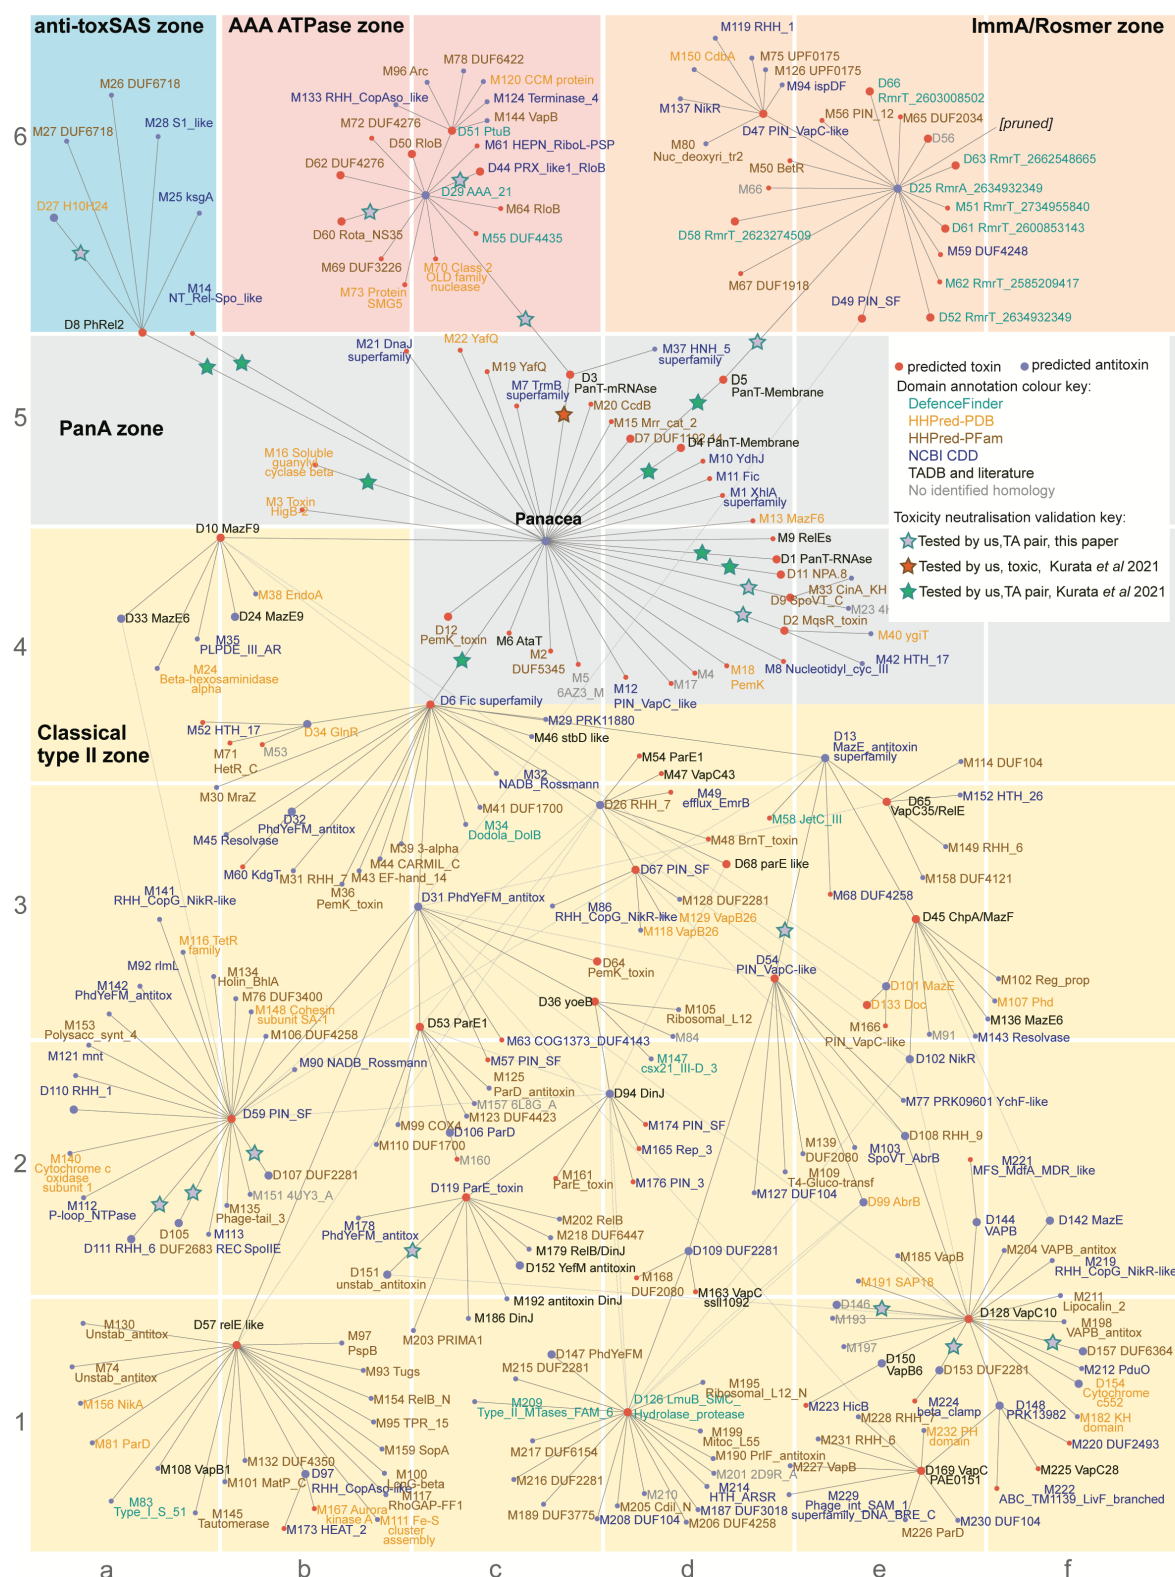 anti-toxSAS zone
AAA ATPase zone
ImmA/Rosmer zone
M119 RHH_1
M150 CdbA
M75 UPF0175
M126 UPF0175
M94 ispDF
M137 NikR
D47 PIN_VapC-like
M80
Nuc_deoxyri_tr2
M56 PIN_12
D66
RmrT_2603008502
M65 DUF2034
D56
[pruned]
D63 RmrT_2662548665
M50 BetR
M66
D25 RmrA_2634932349
M51 RmrT_2734955840
D61 RmrT_2600853143
D58 RmrT_2623274509
M59 DUF4248
M67 DUF1918
M62 RmrT_2585209417
D49 PIN_SF
D52 RmrT_2634932349
M26 DUF6718
M27 DUF6718
M28 S1_like
M25 ksgA
D27 H10H24
M14
NT_Rel-Spo_like
D8 PhRel2
M78 DUF6422
M96 Arc
M120 CCM protein
M133 RHH_CopAso_like
M124 Terminase_4
M144 VapB
M72 DUF4276
D51 PtuB
D50 RloB
M61 HEPN_RiboL-PSP
D62 DUF4276
D44 PRX_like1_RloB
D29 AAA_21
M64 RloB
D60 Rota_NS35
M55 DUF4435
M69 DUF3226
M70 Class 2
OLD family
nuclease
M73 Protein
SMG5
6
5
4
3
2
1
PanA zone
M21 DnaJ
superfamily
M22 YafQ
M19 YafQ
M7 TrmB
superfamily
M37 HNH_5
superfamily
D3
PanT-mRNAse
M20 CcdB
D5
PanT-Membrane
M15 Mrr_cat_2
D7 DUF1102-14
D4 PanT-Membrane
M10 YdhJ
M11 Fic
M1 XhlA
superfamily
M13 MazF6
M16 Soluble
guanylyl
cyclase beta
M3 Toxin
HigB-2
Panacea
M9 RelEs
D1 PanT-RNAse
D11 NPA.8
M33 CinA_KH
D9 SpoVT_C
M23 4H
D2 MqsR_toxin
M40 ygiT
M42 HTH_17
M8 Nucleotidyl_cyc_III
predicted toxin
predicted antitoxin
Domain annotation colour key:
DefenceFinder
HHPred-PDB
HHPred-PFam
NCBI CDD
TADB and literature
No identified homology
Toxicity neutralisation validation key:
Tested by us,TA pair, this paper
Tested by us, toxic, Kurata et al 2021
Tested by us,TA pair, Kurata et al 2021
D10 MazF9
M38 EndoA
D33 MazE6
D24 MazE9
M35
PLPDE_III_AR
M24
Beta-hexosaminidase
alpha
D12
PemK_toxin
M6 AtaT
M2
DUF5345
M5
6AZ3_M
M12
PIN_VapC_like
M4
M17
M18
PemK
D6 Fic superfamily
Classical
type II zone
M52 HTH_17
D34 GlnR
M71
HetR_C
M53
M30 MraZ
M29 PRK11880
M46 stbD like
M32
NADB_Rossmann
M41 DUF1700
M34
Dodola_DolB
D32
PhdYeFM_antitox
M45 Resolvase
M60 KdgT
M31 RHH_7
M36
PemK_toxin
M39 3-alpha
M44 CARMIL_C
M43 EF-hand_14
D13
MazE_antitoxin
superfamily
M54 ParE1
M47 VapC43
M49
efflux_EmrB
D26 RHH_7
M58 JetC_III
M48 BrnT_toxin
D68 parE like
M114 DUF104
M152 HTH_26
D65
VapC35/RelE
M149 RHH_6
M158 DUF4121
M68 DUF4258
D67 PIN_SF
M128 DUF2281
M86
RHH_CopG_NikR-like
M129 VapB26
M118 VapB26
D31 PhdYeFM_antitox
D45 ChpA/MazF
M141
RHH_CopG_NikR-like
M116 TetR
family
M92 rlmL
M142
PhdYeFM_antitox
M134
Holin_BhlA
M76 DUF3400
M148 Cohesin
subunit SA-1
M153
Polysacc_synt_4
M106 DUF4258
M121 mnt
M90 NADB_Rossmann
D110 RHH_1
D59 PIN_SF
D64
PemK_toxin
D36 yoeB
M105
Ribosomal_L12
D53 ParE1
M63 COG1373_DUF4143
M84
M57 PIN_SF
M147
csx21_III-D_3
M125
ParD_antitoxin
D94 DinJ
M157 6L8G_A
M123 DUF4423
M99 COX4
D106 ParD
M110 DUF1700
M160
D54
PIN_VapC-like
D101 MazE
D133 Doc
M166
PIN_VapC-like
M91
M102 Reg_prop
M107 Phd
M136 MazE6
M143 Resolvase
D102 NikR
M77 PRK09601 YchF-like
D108 RHH_9
M140
Cytochrome c
oxidase
subunit 1
D107 DUF2281
M151 4UY3_A
M112
P-loop_NTPase
M135
Phage-tail_3
D111 RHH_6
D105
DUF2683
M113
REC SpoIIE
M174 PIN_SF
M165 Rep_3
M161
ParE_toxin
M176 PIN_3
D119 ParE_toxin
M178
PhdYeFM_antitox
M202 RelB
M218 DUF6447
M179 RelB/DinJ
D152 YefM antitoxin
D151
unstab_antitoxin
M192 antitoxin DinJ
M186 DinJ
M203 PRIMA1
M139
DUF2080
M103
SpoVT_AbrB
M109
T4-Gluco-transf
M127 DUF104
D99 AbrB
M221
MFS_MdfA_MDR_like
D144
VAPB
D142 MazE
D109 DUF2281
M168
DUF2080
M163 VapC
ssll1092
M185 VapB
M204 VAPB_antitox
M219
RHH_CopG_NikR-like
M191 SAP18
D146
M193
D128 VapC10
M211
Lipocalin_2
M198
VAPB_antitox
M197
D150
VapB6
D153 DUF2281
D157 DUF6364
M212 PduO
D154
Cytochrome
c552
M182 KH
domain
M130
Unstab_antitox
D57 relE like
M74
Unstab_antitox
M97
PspB
M93 Tugs
M156 NikA
M154 RelB_N
M95 TPR_15
M81 ParD
M159 SopA
M132 DUF4350
M108 VapB1
M101 MatP_C
D97
RHH_CopAso-like
M100
M117
RhoGAP-FF1
M83
Type_I_S_51
M145
Tautomerase
M167 Aurora
kinase A
M111 Fe-S
cluster
assembly
M173 HEAT_2
D147 PhdYeFM
M215 DUF2281
M209
Type_II_MTases_FAM_6
D126 LmuB_SMC_
Hydrolase_protease
M195
Ribosomal_L12_N
M217 DUF6154
M199
Mitoc_L55
M190 PrlF_antitoxin
M201 2D9R_A
M216 DUF2281
M210
M214
HTH_ARSR
M189 DUF3775
M205 Cdil_N
M187 DUF3018
M208 DUF104
M206 DUF4258
M223 HicB
M224
beta_clamp
D148
PRK13982
M228 RHH_7
M231 RHH_6
M232 PH
domain
M220 DUF2493
M227 VapB
D169 VapC
PAE0151
M225 VapC28
M222
ABC_TM1139_LivF_branched
M229
Phage_int_SAM_1
superfamily_DNA_BRE_C
M226 ParD
M230 DUF104
a
b
c
d
e
f